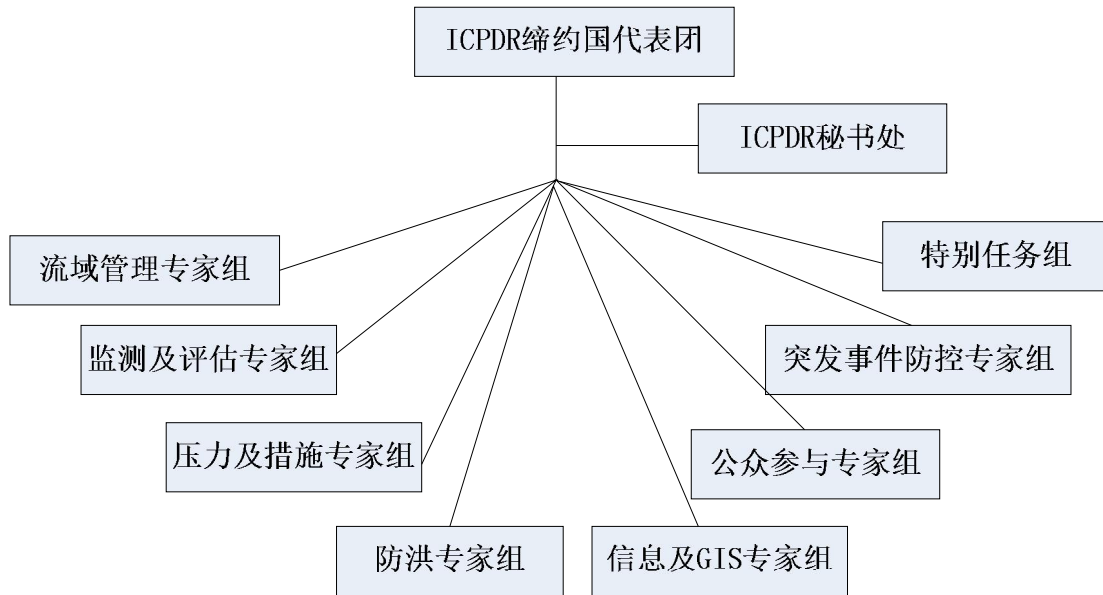 ICPDR缔约国代表团
ICPDR秘书处
流域管理专家组
特别任务组
监测及评估专家组
突发事件防控专家组
压力及措施专家组
公众参与专家组
防洪专家组
信息及GIS专家组